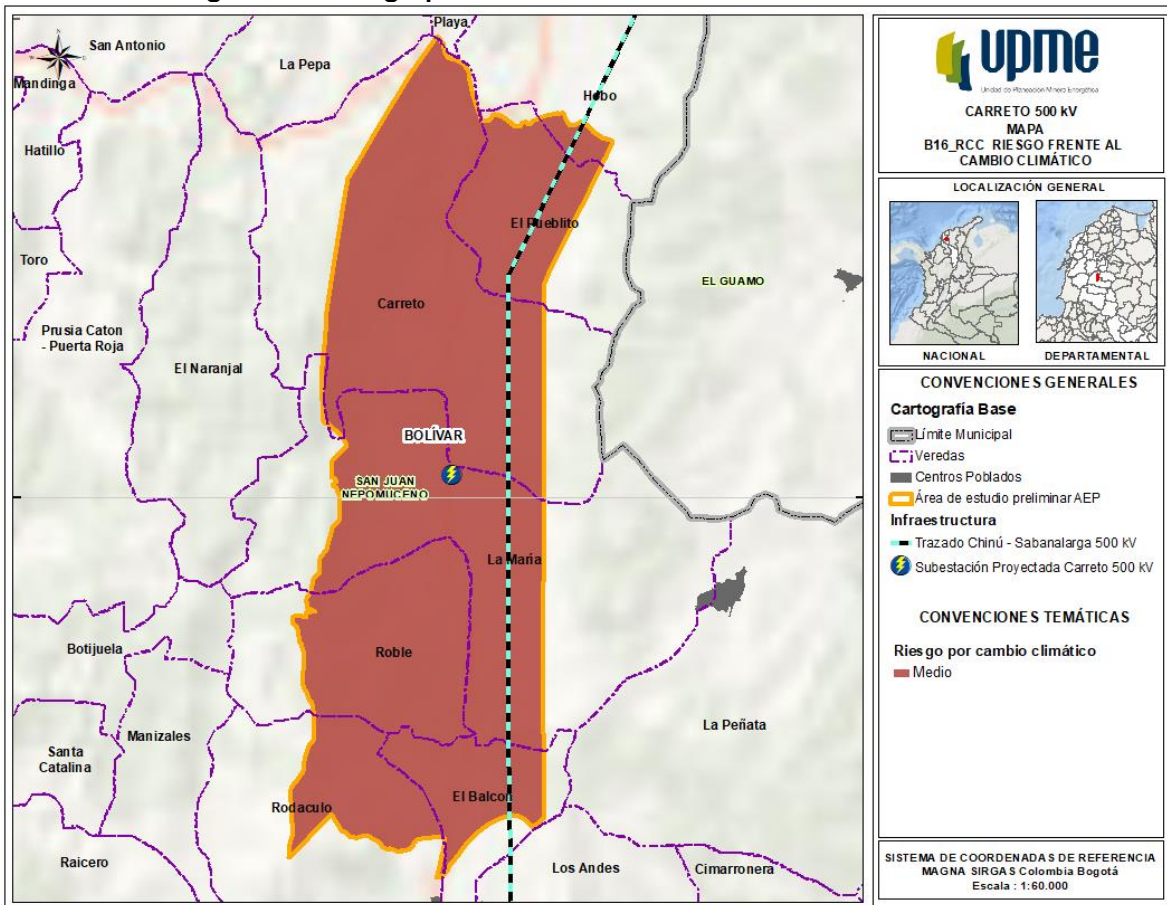 Playa
San Antonio
La Pepa
Mandinga
Hobo
Hatillo
El Pueblito
Toro
EL GUAMO
Carreto
Prusia Caton
- Puerta Roja
El Naranjal
BOLÍVAR
SAN JUAN
NEPOMUCENO
La María
Botijuela
Roble
La Peñata
Manizales
Santa
Catalina
El Balcon
Rodaculo
Raicero
Los Andes
Cimarronera
upme
Unidad de Planeación Minero Energética
CARRETO 500 kV
MAPA
B16_RCC RIESGO FRENTE AL
CAMBIO CLIMÁTICO
LOCALIZACIÓN GENERAL
NACIONAL
DEPARTAMENTAL
CONVENCIONES GENERALES
Cartografía Base
Límite Municipal
Veredas
Centros Poblados
Área de estudio preliminar AEP
Infraestructura
Trazado Chinú - Sabanalarga 500 kV
Subestación Proyectada Carreto 500 kV
CONVENCIONES TEMÁTICAS
Riesgo por cambio climático
Medio
SISTEMA DE COORDENADAS DE REFERENCIA
MAGNA SIRGAS Colombia Bogotá
Escala : 1:60.000